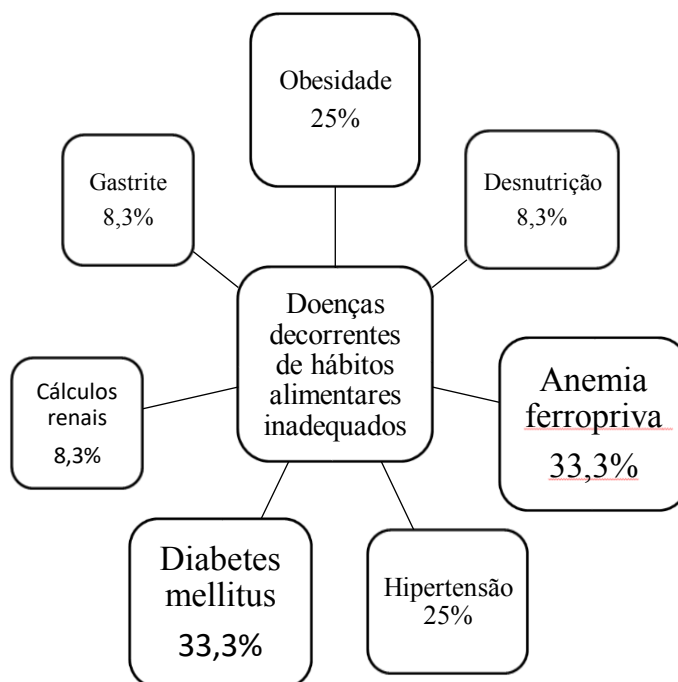 Obesidade
25%
Gastrite
8,3%
Desnutrição
8,3%
Doenças
decorrentes
de hábitos
alimentares
inadequados
Anemia
ferropriva
33,3%
Cálculos
renais
8,3%
Diabetes
mellitus
33,3%
Hipertensão
25%